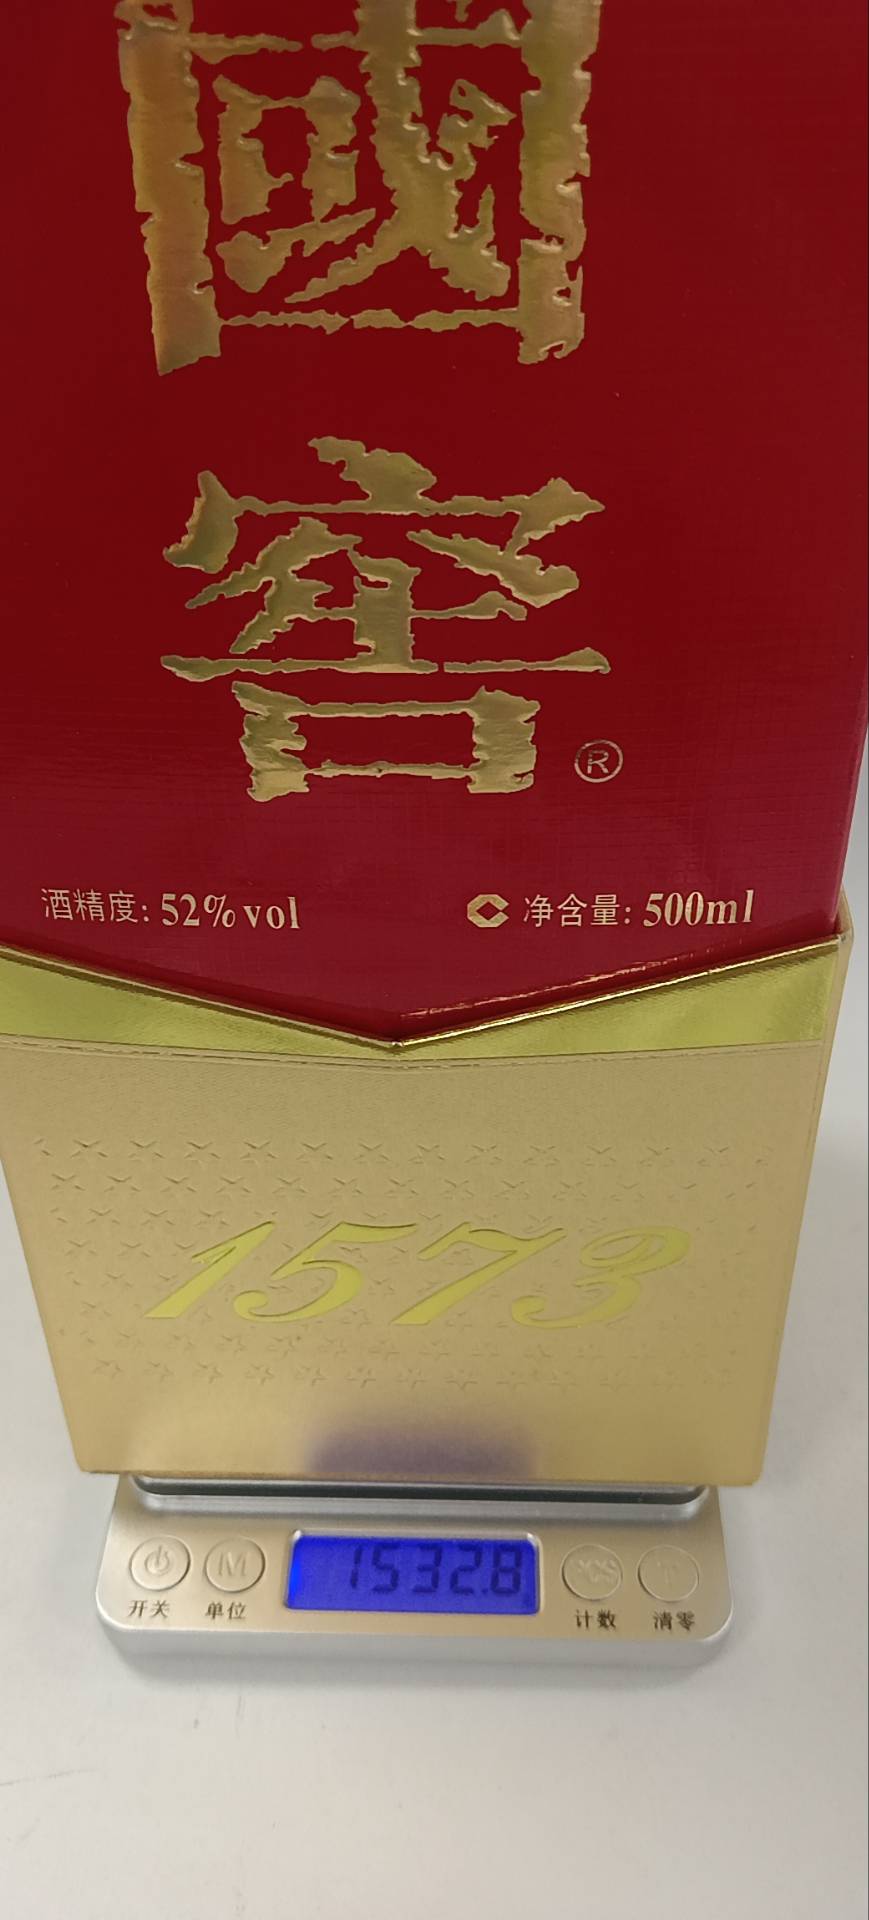 國
窖
®
酒精度: 52%vol 净含量: 500ml
1573
M 1532.8
开关 单位 计数 清零